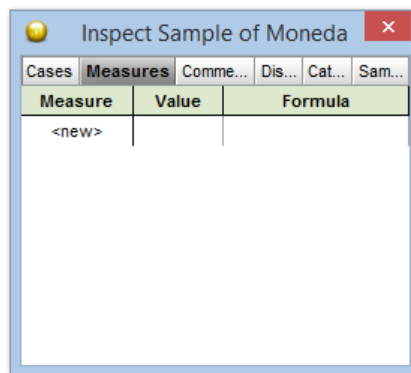 Inspect Sample of Moneda
Cases Measures Comme... Dis... Cat... Sam...
Measure Value Formula
<new>